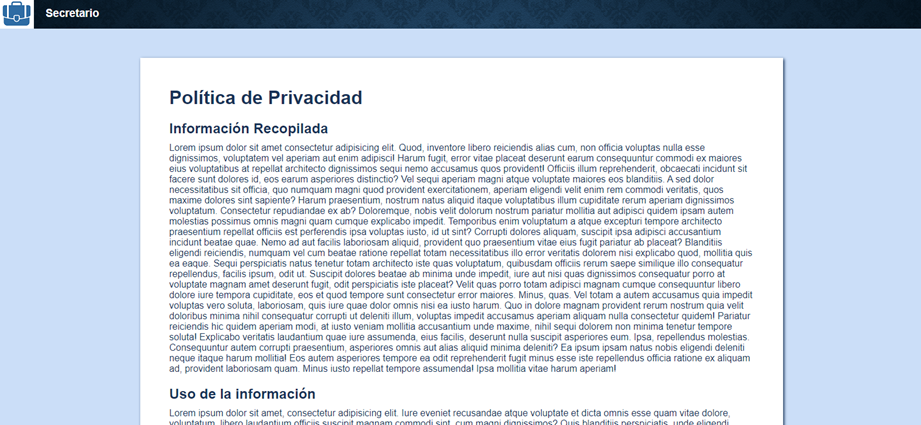 Secretario
Política de Privacidad
Información Recopilada
Lorem ipsum dolor sit amet consectetur adipisicing elit. Quod, inventore libero reiciendis alias cum, non officia voluptas nulla esse
dignissimos, voluptatem vel aperiam aut enim adipisci! Harum fugit, error vitae placeat deserunt earum consequuntur commodi ex maiores
eius voluptatibus at repellat architecto dignissimos sequi nemo accusamus quos provident! Officiis illum reprehenderit, obcaecati incidunt sit
facere sunt dolores id, eos earum asperiores distinctio? Vel sequi aperiam magni atque voluptate maiores eos blanditiis. A sed dolor
necessitatibus sit officia, quo numquam magni quod provident exercitationem, aperiam eligendi velit enim rem commodi veritatis, quos
maxime dolores sint sapiente? Harum praesentium, nostrum natus aliquid itaque voluptatibus illum cupiditate rerum aperiam dignissimos
voluptatum. Consectetur repudiandae ex ab? Doloremque, nobis velit dolorum nostrum pariatur mollitia aut adipisci quidem ipsam autem
molestias possimus omnis magni quam cumque explicabo impedit. Temporibus enim voluptatum a atque excepturi tempore architecto
praesentium repellat officiis est perferendis ipsa voluptas iusto, id ut sint? Corrupti dolores aliquam, suscipit ipsa adipisci accusantium
incidunt beatae quae. Nemo ad aut facilis laboriosam aliquid, provident quo praesentium vitae eius fugit pariatur ab placeat? Blanditiis
eligendi reiciendis, numquam vel cum beatae ratione repellat totam necessitatibus illo error veritatis dolorem nisi explicabo quod, mollitia quis
ea eaque. Sequi perspiciatis natus tenetur totam architecto iste quas voluptatum, quibusdam officiis rerum saepe similique illo consequatur
repellendus, facilis ipsum, odit ut. Suscipit dolores beatae ab minima unde impedit, iure aut nisi quas dignissimos consequatur porro at
voluptate magnam amet deserunt fugit, odit perspiciatis iste placeat? Velit quas porro totam adipisci magnam cumque consequuntur libero
dolore iure tempora cupiditate, eos et quod tempore sunt consectetur error maiores. Minus, quas. Vel totam a autem accusamus quia impedit
voluptas vero soluta, laboriosam, quis iure quae dolor omnis nisi ea iusto harum. Quo in dolore magnam provident rerum nostrum quia velit
doloribus minima nihil consequatur corrupti ut deleniti illum, voluptas impedit accusamus aperiam aliquam nulla consectetur quidem! Pariatur
reiciendis hic quidem aperiam modi, at iusto veniam mollitia accusantium unde maxime, nihil sequi dolorem non minima tenetur tempore
soluta! Explicabo veritatis laudantium quae iure assumenda, eius facilis, deserunt nulla suscipit asperiores eum. Ipsa, repellendus molestias.
Consequuntur autem corrupti praesentium, asperiores omnis aut alias aliquid minima deleniti? Ea ipsum ipsam natus nobis eligendi deleniti
neque itaque harum mollitia! Eos autem asperiores tempore ea odit reprehenderit fugit minus esse iste repellendus officia ratione ex aliquam
ad, provident laboriosam quam. Minus iusto repellat tempore assumenda! Ipsa mollitia vitae harum aperiam!
Uso de la información
Lorem ipsum dolor sit amet, consectetur adipisicing elit. Iure eveniet recusandae atque voluptate et dicta omnis esse quam vitae dolore,
voluptatum, libero laudantium officiis suscipit magnam commodi sint, cum magni dignissimos? Quis blanditiis perspiciatis, unde eligendi